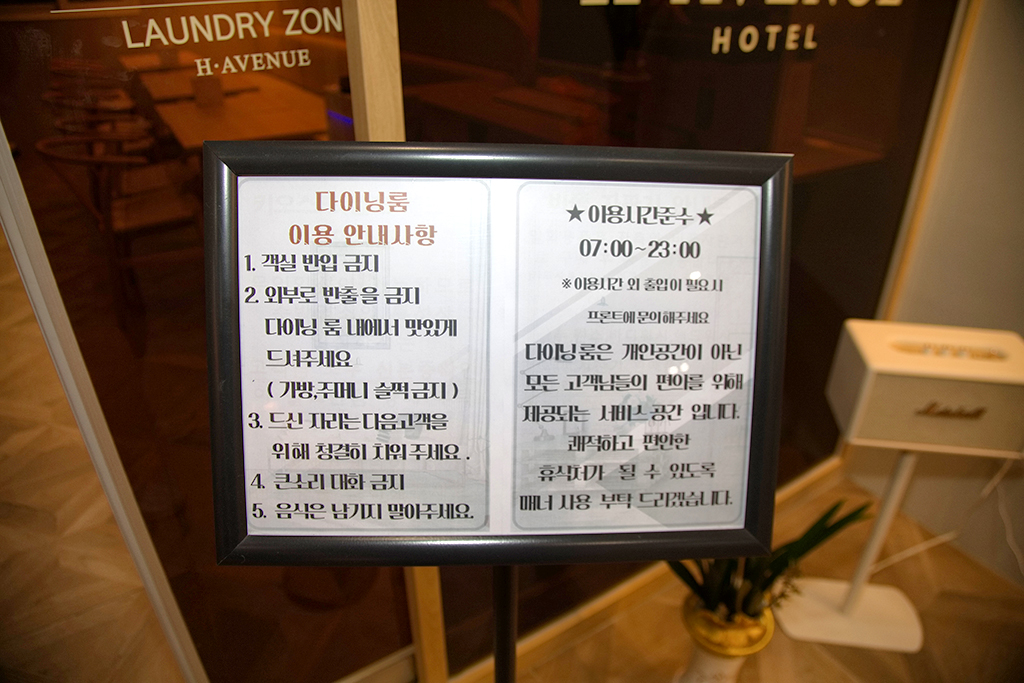 LAUNDRY ZON
H·AVENUE
HOTEL
다이닝룸
이용 안내사항
1. 객실 반입 금지
2. 외부로 반출을 금지
다이닝 룸 내에서 맛있게
드셔주세요
( 가방,주머니 슬쩍 금지 )
3. 드신 자리는 다음고객을
위해 청결히 치워 주세요 .
4. 큰소리 대화 금지
5. 음식은 남기지 말아주세요.
★이용시간준수★
07:00~23:00
※ 이용시간 외 출입이 필요시
프론트에 문의해주세요
다이닝룸은 개인공간이 아닌
모든 고객님들의 편의를 위해
제공되는 서비스 공간 입니다.
쾌적하고 편안한
휴식처가 될 수 있도록
매너 사용 부탁 드리겠습니다.
Marshall